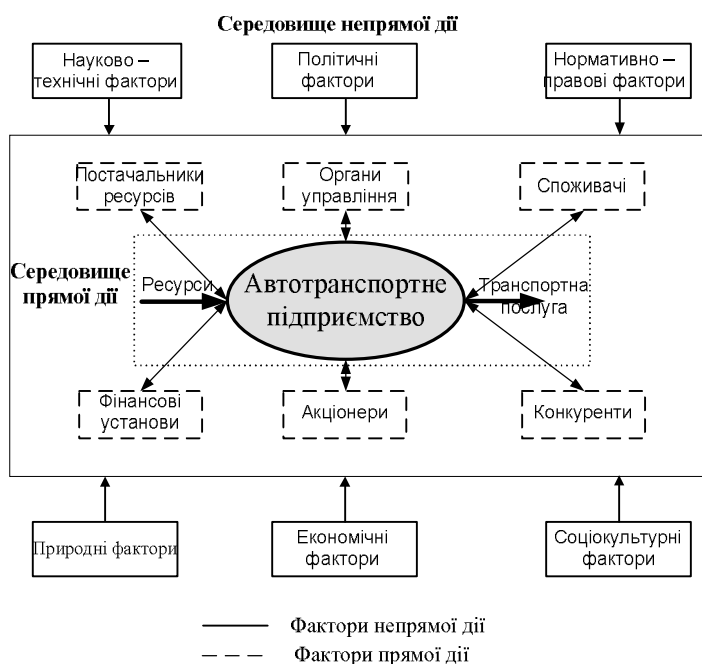 Середовище непрямої дії
Науково –
технічні фактори
Політичні
фактори
Нормативно –
правові фактори
Постачальники
ресурсів
Органи
управління
Споживачі
Середовище
прямої дії
Ресурси
Автотранспортне
підприємство
Транспортна
послуга
Фінансові
установи
Акціонери
Конкуренти
Природні фактори
Економічні
фактори
Соціокультурні
фактори
Фактори непрямої дії
Фактори прямої дії